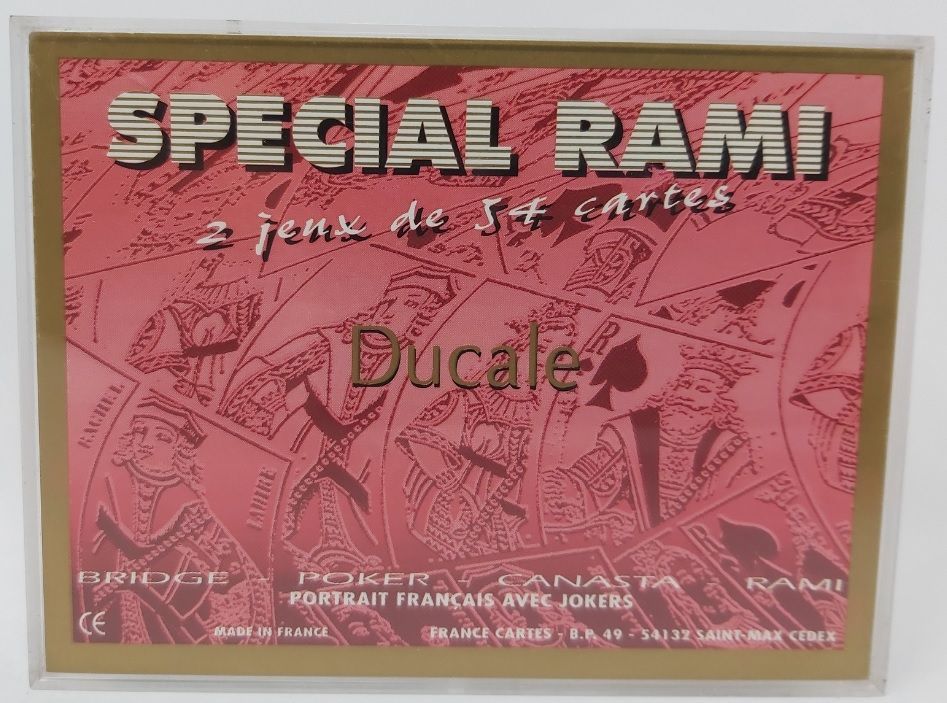 SPECIAL RAMI
2 jeux de 54 cartes
Ducale
R
RACHEL
BRIDGE - POKER - CANASTA - RAMI
PORTRAIT FRANÇAIS AVEC JOKERS
CE
MADE IN FRANCE
FRANCE CARTES - B.P. 49 - 54132 SAINT-MAX CEDEX